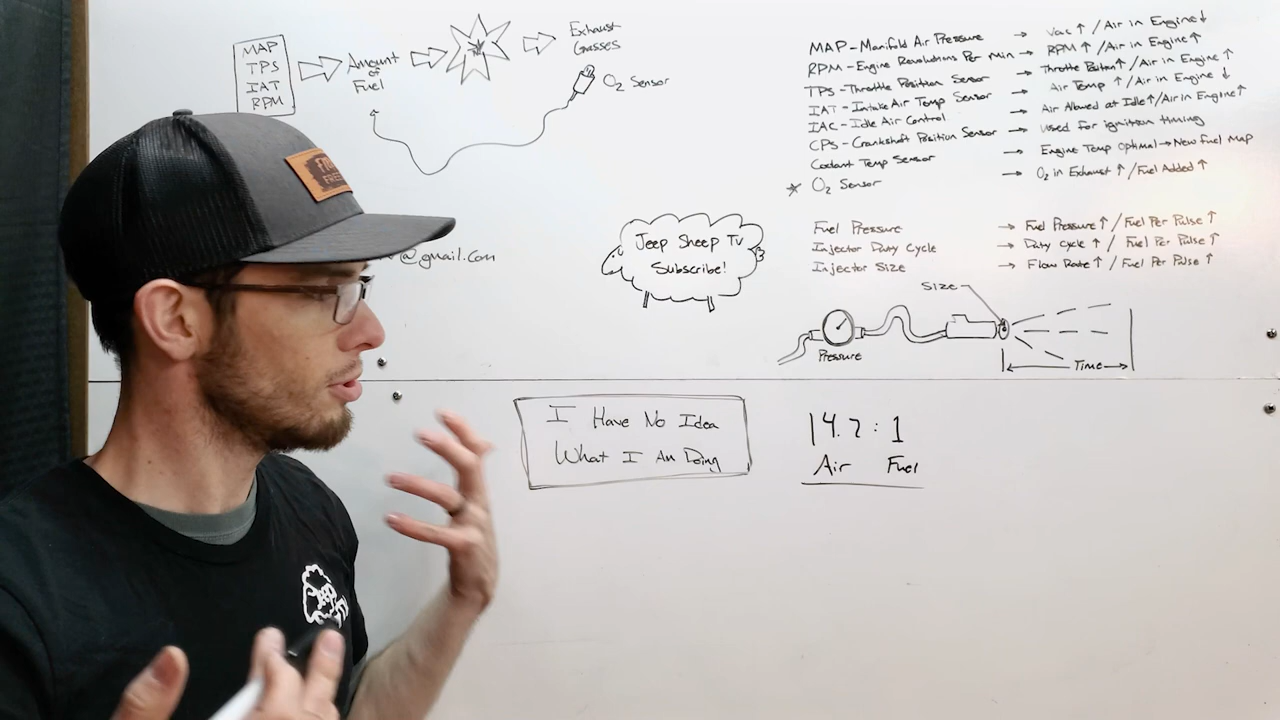 MAP
TPS
IAT
RPM
Amount
of
Fuel
Exhaust
Gasses
O2 Sensor
MAP - Manifold Air Pressure → Vac ↑ / Air in Engine ↓
RPM - Engine Revolutions Per Min → RPM ↑ / Air in Engine ↑
TPS - Throttle Position Sensor → Throttle Position ↑ / Air in Engine ↑
IAT - Intake Air Temp Sensor → Air Temp ↑ / Air in Engine ↓
IAC - Idle Air Control → Air Allowed at Idle ↑ / Air in Engine ↑
CPS - Crankshaft Position Sensor → Used for ignition timing
Coolant Temp Sensor → Engine Temp Optimal → New Fuel Map
* O2 Sensor → O2 in Exhaust ↑ / Fuel Added ↑
Fuel Pressure → Fuel Pressure ↑ / Fuel Per Pulse ↑
Injector Duty Cycle → Duty Cycle ↑ / Fuel Per Pulse ↑
Injector Size → Flow Rate ↑ / Fuel Per Pulse ↑
@gmail.com
Jeep Sheep TV
Subscribe!
Size
Pressure
Time
I Have No Idea
What I Am Doing
14.7 : 1
Air Fuel